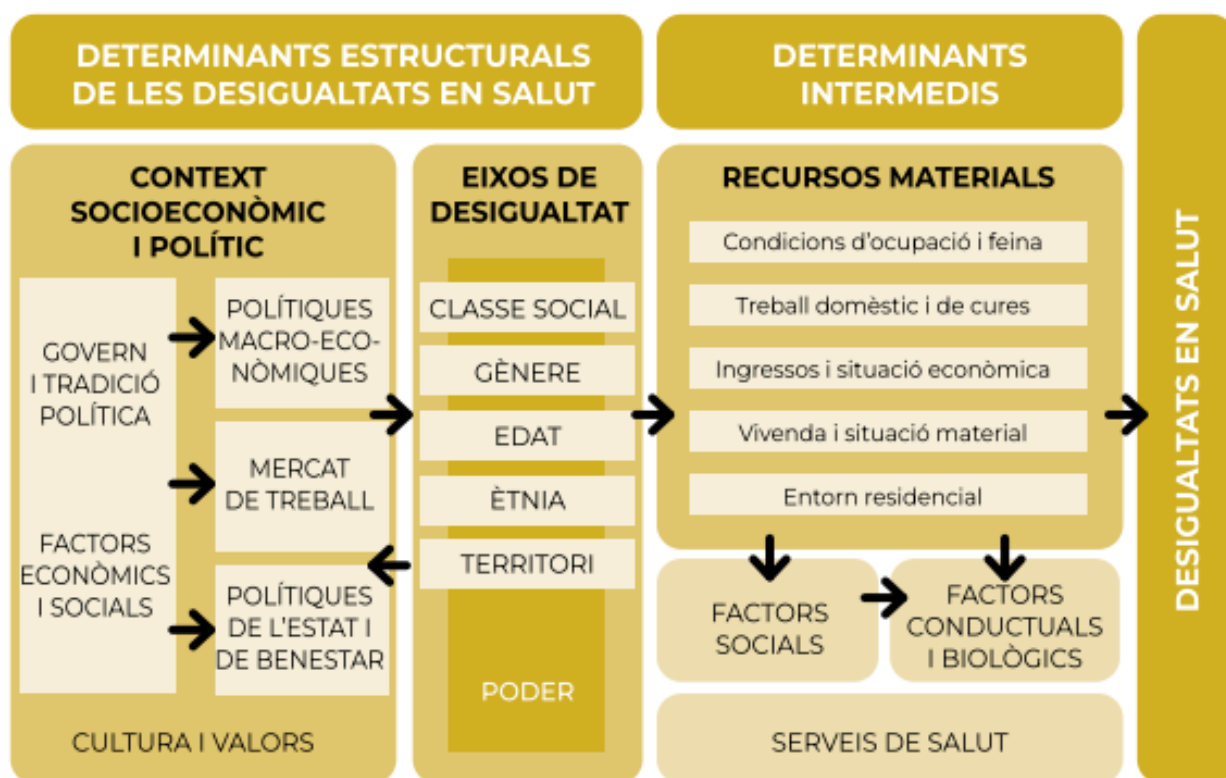 DETERMINANTS ESTRUCTURALS
DE LES DESIGUALTATS EN SALUT
DETERMINANTS
INTERMEDIS
CONTEXT
SOCIOECONÒMIC
I POLÍTIC
GOVERN
I TRADICIÓ
POLÍTICA
FACTORS
ECONÒMICS
I SOCIALS
POLÍTIQUES
MACRO-ECO-
NÒMIQUES
MERCAT
DE TREBALL
POLÍTIQUES
DE L'ESTAT I
DE BENESTAR
CULTURA I VALORS
EIXOS DE
DESIGUALTAT
CLASSE SOCIAL
GÈNERE
EDAT
ÈTNIA
TERRITORI
PODER
RECURSOS MATERIALS
Condicions d'ocupació i feina
Treball domèstic i de cures
Ingressos i situació econòmica
Vivenda i situació material
Entorn residencial
FACTORS
SOCIALS
FACTORS
CONDUCTUALS
I BIOLÒGICS
SERVEIS DE SALUT
DESIGUALTATS EN SALUT